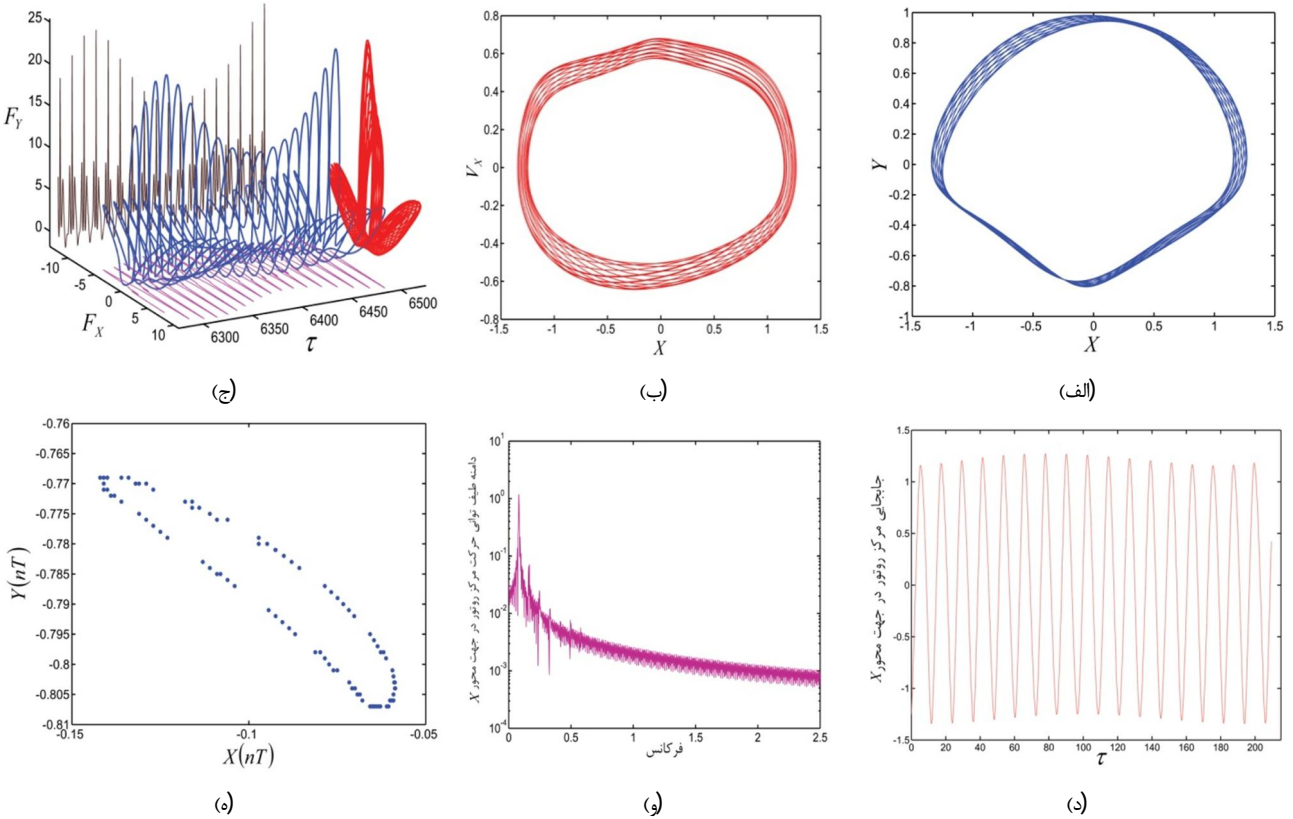 25
20
15
10
5
0
F_Y
-10
-5
0
5
10
F_X
6300
6350
6400
6450
6500
τ
(ج)
0.8
0.6
0.4
0.2
0
-0.2
-0.4
-0.6
-0.8
V_X
-1.5 -1 -0.5 0 0.5 1 1.5
X
(ب)
1
0.8
0.6
0.4
0.2
0
-0.2
-0.4
-0.6
-0.8
-1
Y
-1.5 -1 -0.5 0 0.5 1 1.5
X
(الف)
-0.76
-0.765
-0.77
-0.775
-0.78
-0.785
-0.79
-0.795
-0.8
-0.805
-0.81
Y(nT)
-0.15 -0.1 -0.05
X(nT)
(ه)
10^1
10^0
10^-1
10^-2
10^-3
10^-4
دامنه طیف توانی حرکت مرکز روتور در جهت محور X
0 0.5 1 1.5 2 2.5
فرکانس
(و)
1.5
1
0.5
0
-0.5
-1
-1.5
جابجایی مرکز روتور در جهت محور X
0 20 40 60 80 100 120 140 160 180 200
τ
(د)